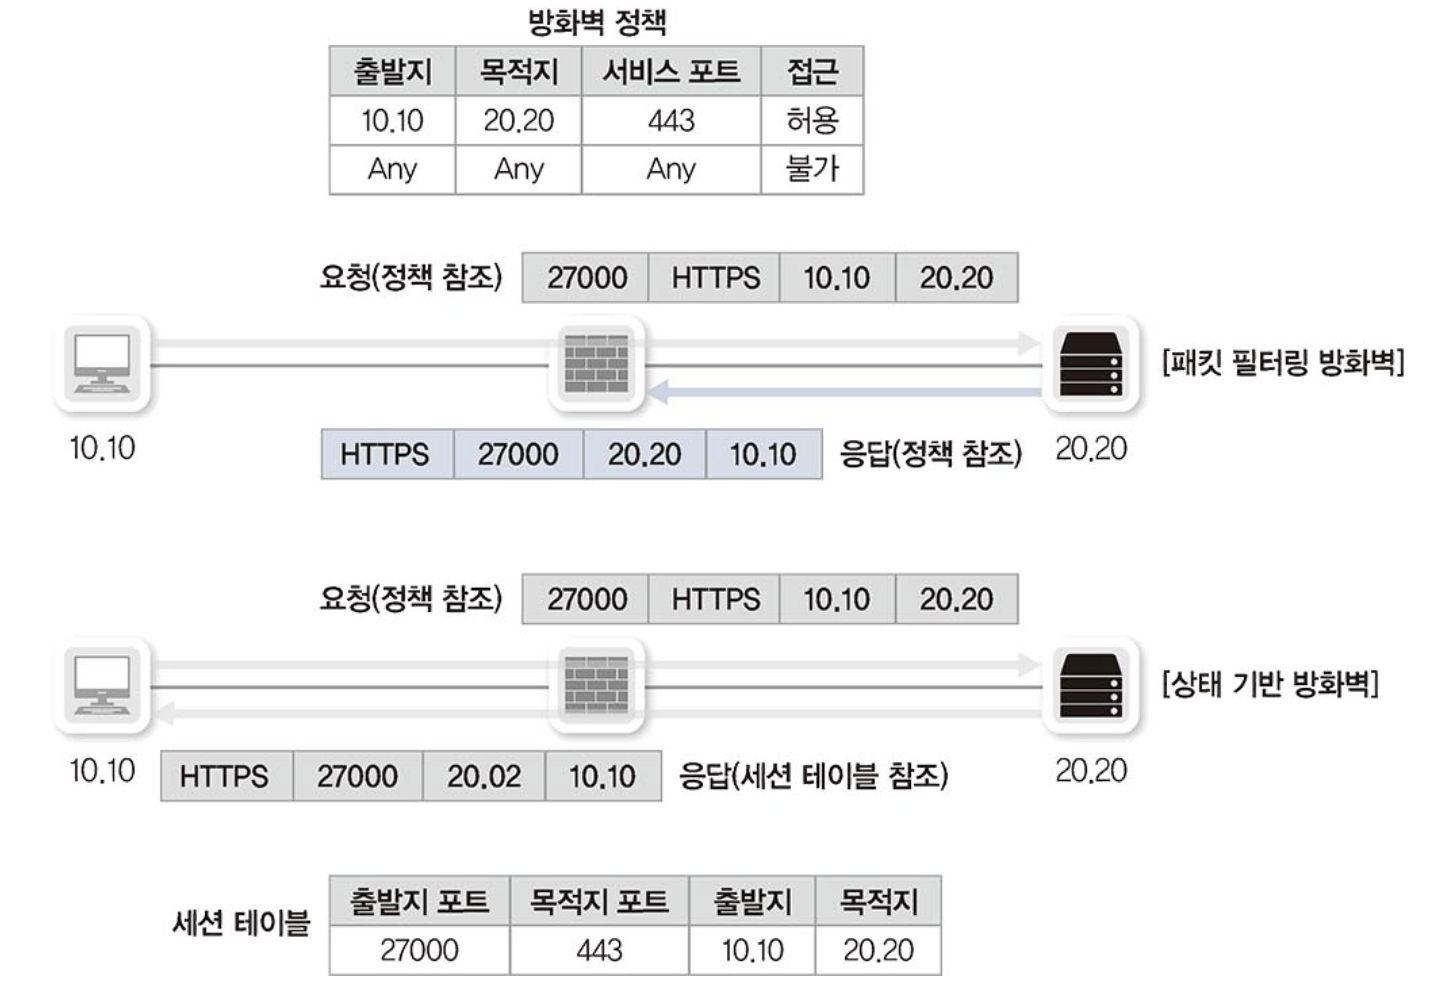 방화벽 정책
출발지 목적지 서비스 포트 접근
10.10 20.20 443 허용
Any Any Any 불가
요청(정책 참조) 27000 HTTPS 10.10 20.20
[패킷 필터링 방화벽]
10.10
HTTPS 27000 20.20 10.10 응답(정책 참조) 20.20
요청(정책 참조) 27000 HTTPS 10.10 20.20
[상태 기반 방화벽]
10.10 HTTPS 27000 20.02 10.10 응답(세션 테이블 참조) 20.20
세션 테이블
출발지 포트 목적지 포트 출발지 목적지
27000 443 10.10 20.20